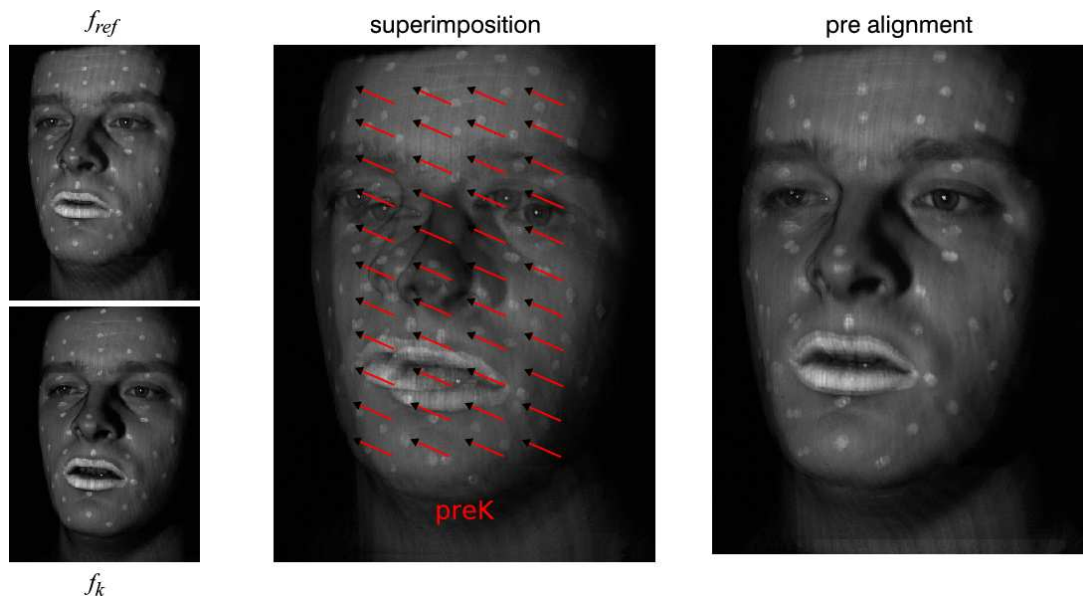 f_ref
superimposition
pre alignment
preK
f_k